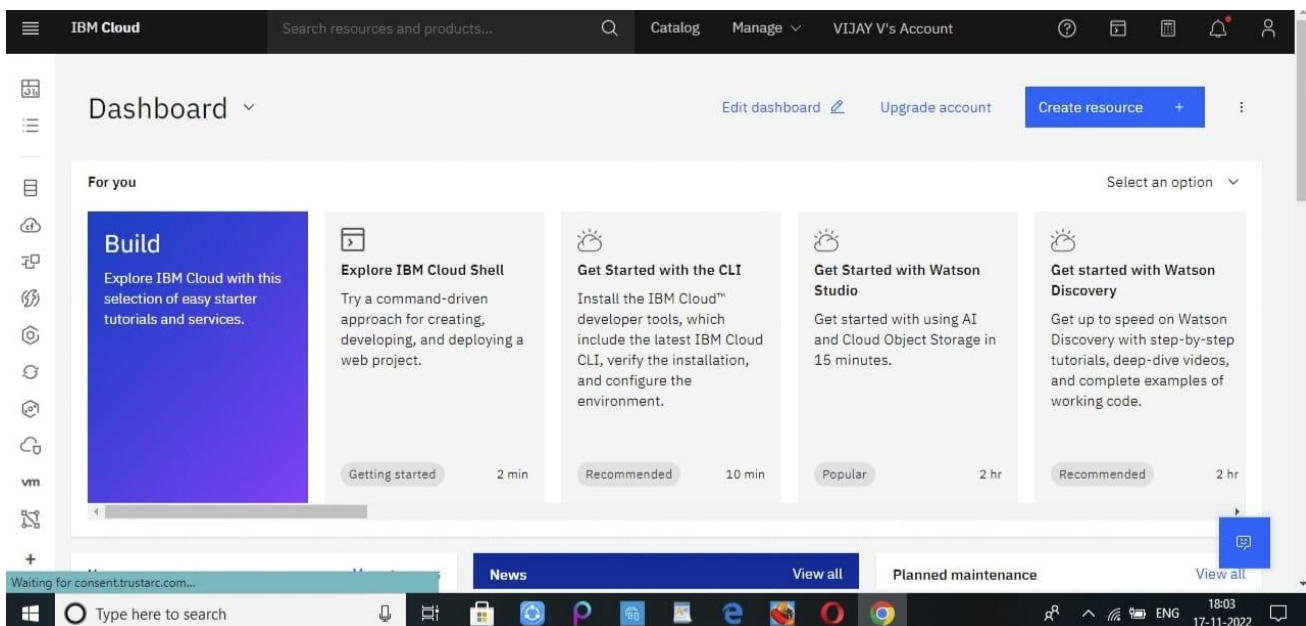 IBM Cloud
Search resources and products...
Catalog
Manage
VIJAY V's Account
Dashboard
Edit dashboard
Upgrade account
Create resource +
For you
Select an option
Build
Explore IBM Cloud with this
selection of easy starter
tutorials and services.
Explore IBM Cloud Shell
Try a command-driven
approach for creating,
developing, and deploying a
web project.
Getting started
2 min
Get Started with the CLI
Install the IBM Cloud™
developer tools, which
include the latest IBM Cloud
CLI, verify the installation,
and configure the
environment.
Recommended
10 min
Get Started with Watson
Studio
Get started with using AI
and Cloud Object Storage in
15 minutes.
Popular
2 hr
Get started with Watson
Discovery
Get up to speed on Watson
Discovery with step-by-step
tutorials, deep-dive videos,
and complete examples of
working code.
Recommended
2 hr
vm
News
View all
Planned maintenance
View all
Waiting for consent.trustarc.com...
Type here to search
ENG
18:03
17-11-2022